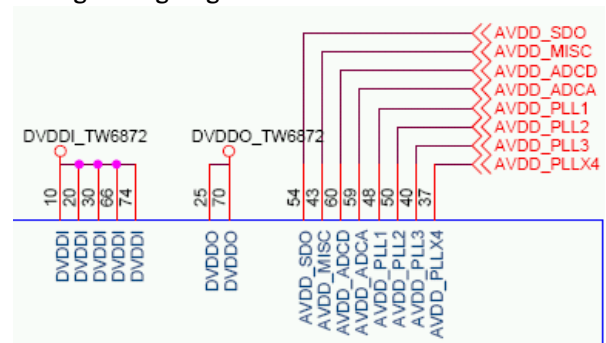 AVDD_SDO
AVDD_MISC
AVDD_ADCD
AVDD_ADCA
AVDD_PLL1
AVDD_PLL2
AVDD_PLL3
AVDD_PLLX4
DVDDI_TW6872
DVDDO_TW6872
10
20
30
66
74
25
70
54
43
60
59
48
50
40
37
DVDDI
DVDDI
DVDDI
DVDDI
DVDDI
DVDDO
DVDDO
AVDD_SDO
AVDD_MISC
AVDD_ADCD
AVDD_ADCA
AVDD_PLL1
AVDD_PLL2
AVDD_PLL3
AVDD_PLLX4